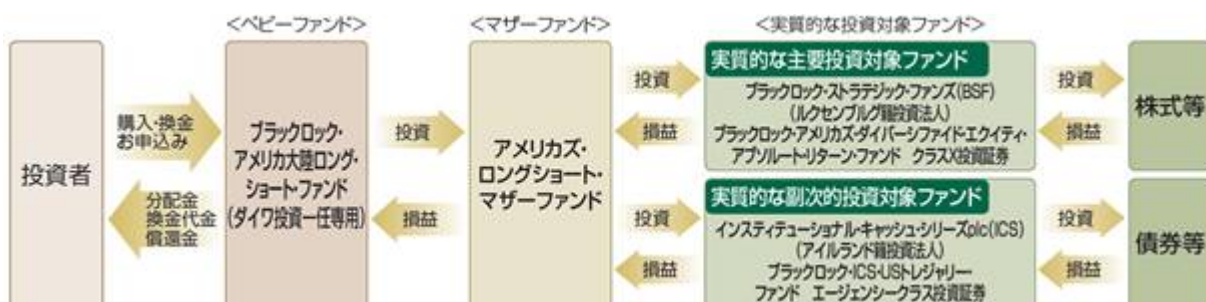 <ベビーファンド>
<マザーファンド>
<実質的な投資対象ファンド>
投資者
購入・換金
お申込み
分配金
換金代金
償還金
ブラックロック・
アメリカ大陸ロング・
ショート・ファンド
(ダイワ投資一任専用)
投資
損益
アメリカズ・
ロングショート・
マザーファンド
投資
損益
実質的な主要投資対象ファンド
ブラックロック・ストラテジック・ファンズ(BSF)
(ルクセンブルグ籍投資法人)
ブラックロック・アメリカズ・ダイバーシファイド・エクイティ・
アブソルート・リターン・ファンド クラスX投資証券
投資
損益
株式等
投資
損益
実質的な副次的投資対象ファンド
インスティテューショナル・キャッシュ・シリーズplc(ICS)
(アイルランド籍投資法人)
ブラックロック・ICS・USトレジャリー・
ファンド エージェンシークラス投資証券
投資
損益
債券等